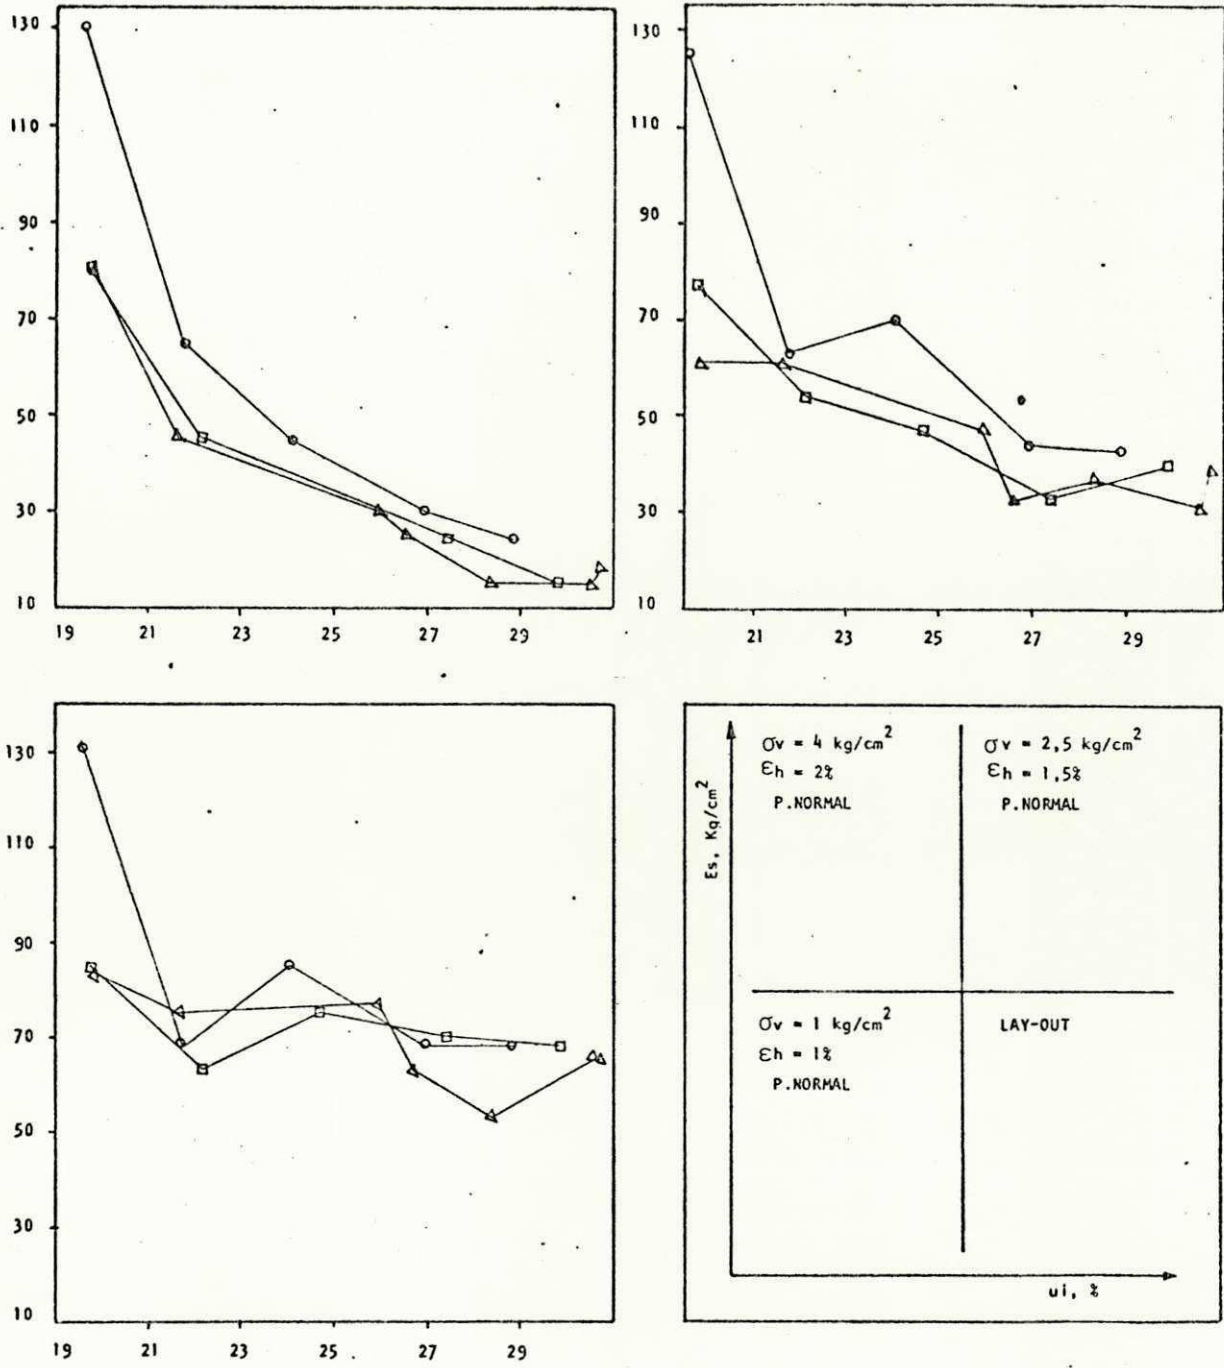 130
110
90
70
50
30
10
19 21 23 25 27 29
130
110
90
70
50
30
10
21 23 25 27 29
130
110
90
70
50
30
10
19 21 23 25 27 29
Es, Kg/cm²
σv = 4 kg/cm²
εh = 2%
P.NORMAL
σv = 2,5 kg/cm²
εh = 1,5%
P.NORMAL
σv = 1 kg/cm²
εh = 1%
P.NORMAL
LAY-OUT
ui, %